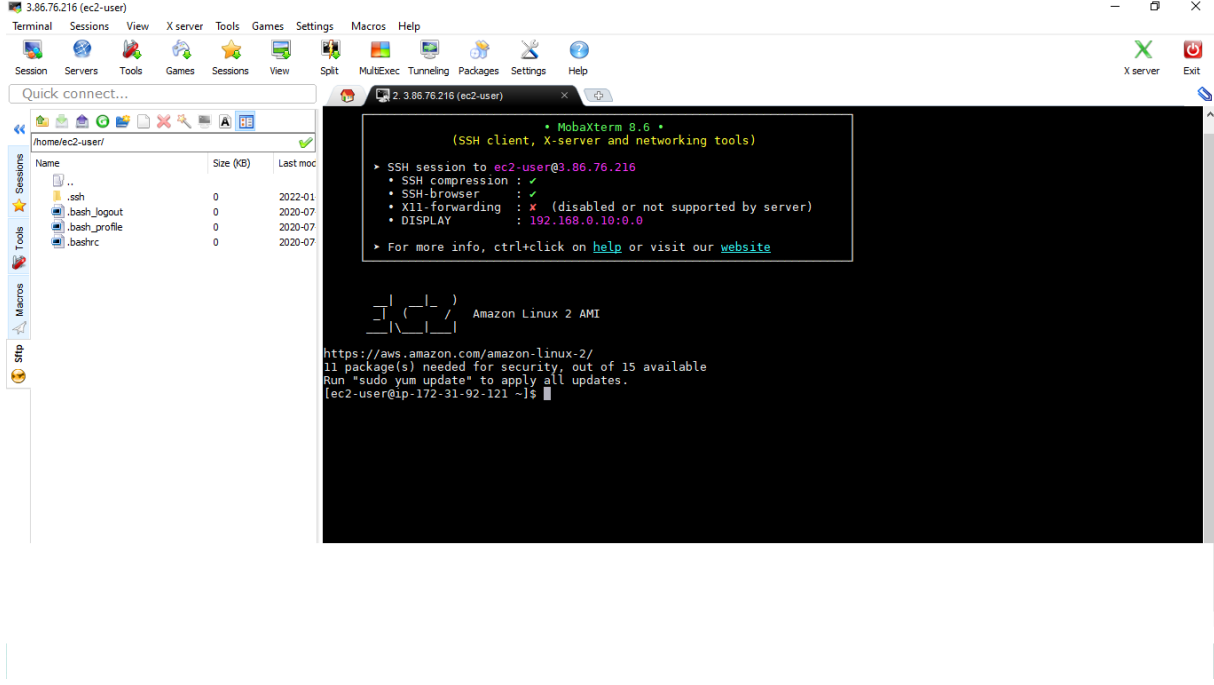 3.86.76.216 (ec2-user)
Terminal Sessions View X server Tools Games Settings Macros Help
Session Servers Tools Games Sessions View Split MultiExec Tunneling Packages Settings Help X server Exit
Quick connect...
2. 3.86.76.216 (ec2-user)
/home/ec2-user/
Name Size (KB) Last moc
..
.ssh 0 2022-01
.bash_logout 0 2020-07
.bash_profile 0 2020-07
.bashrc 0 2020-07
Sessions
Tools
Macros
Sftp
• MobaXterm 8.6 •
(SSH client, X-server and networking tools)
➤ SSH session to ec2-user@3.86.76.216
• SSH compression : ✔
• SSH-browser : ✔
• X11-forwarding : ✘ (disabled or not supported by server)
• DISPLAY : 192.168.0.10:0.0
➤ For more info, ctrl+click on help or visit our website
__| __|_ )
_| ( / Amazon Linux 2 AMI
___|\___|___|
https://aws.amazon.com/amazon-linux-2/
11 package(s) needed for security, out of 15 available
Run "sudo yum update" to apply all updates.
[ec2-user@ip-172-31-92-121 ~]$